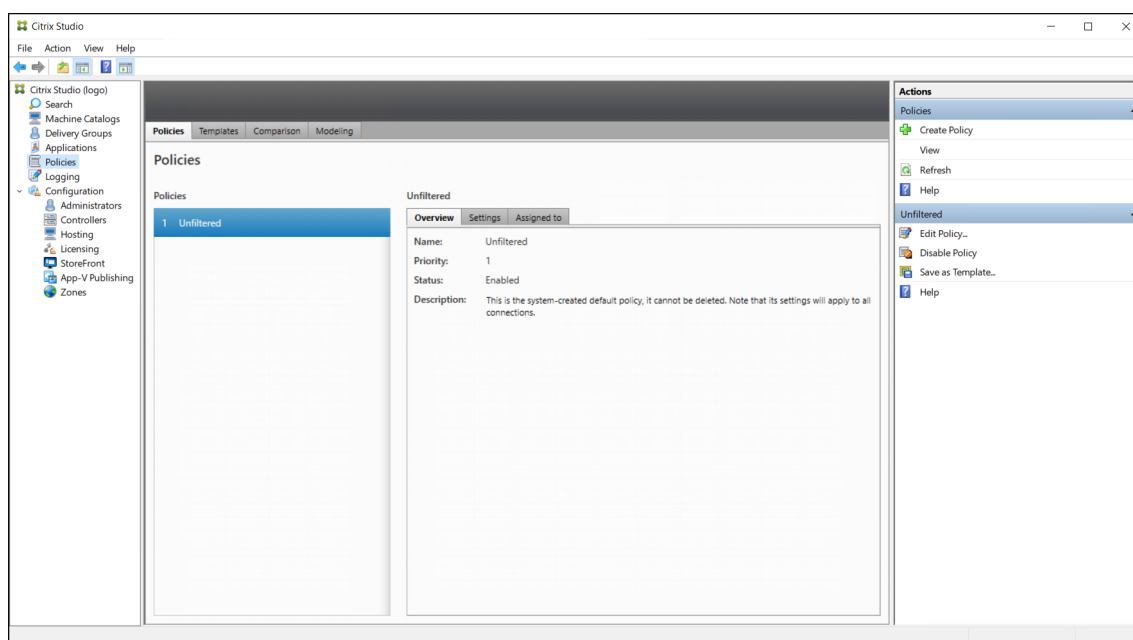 Citrix Studio
File Action View Help
Citrix Studio (logo)
Search
Machine Catalogs
Delivery Groups
Applications
Policies
Logging
Configuration
Administrators
Controllers
Hosting
Licensing
StoreFront
App-V Publishing
Zones
Policies Templates Comparison Modeling
Policies
Policies
1 Unfiltered
Unfiltered
Overview Settings Assigned to
Name: Unfiltered
Priority: 1
Status: Enabled
Description: This is the system-created default policy, it cannot be deleted. Note that its settings will apply to all
connections.
Actions
Policies
Create Policy
View
Refresh
Help
Unfiltered
Edit Policy...
Disable Policy
Save as Template...
Help